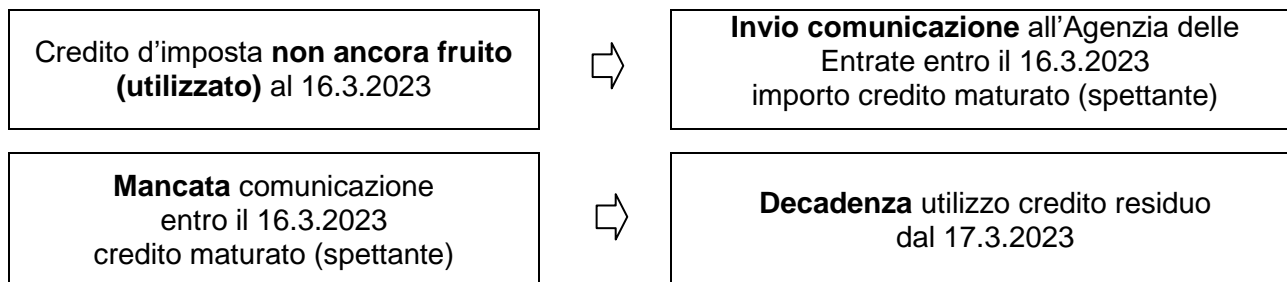 Credito d'imposta non ancora fruito
(utilizzato) al 16.3.2023
Invio comunicazione all'Agenzia delle
Entrate entro il 16.3.2023
importo credito maturato (spettante)
Mancata comunicazione
entro il 16.3.2023
credito maturato (spettante)
Decadenza utilizzo credito residuo
dal 17.3.2023